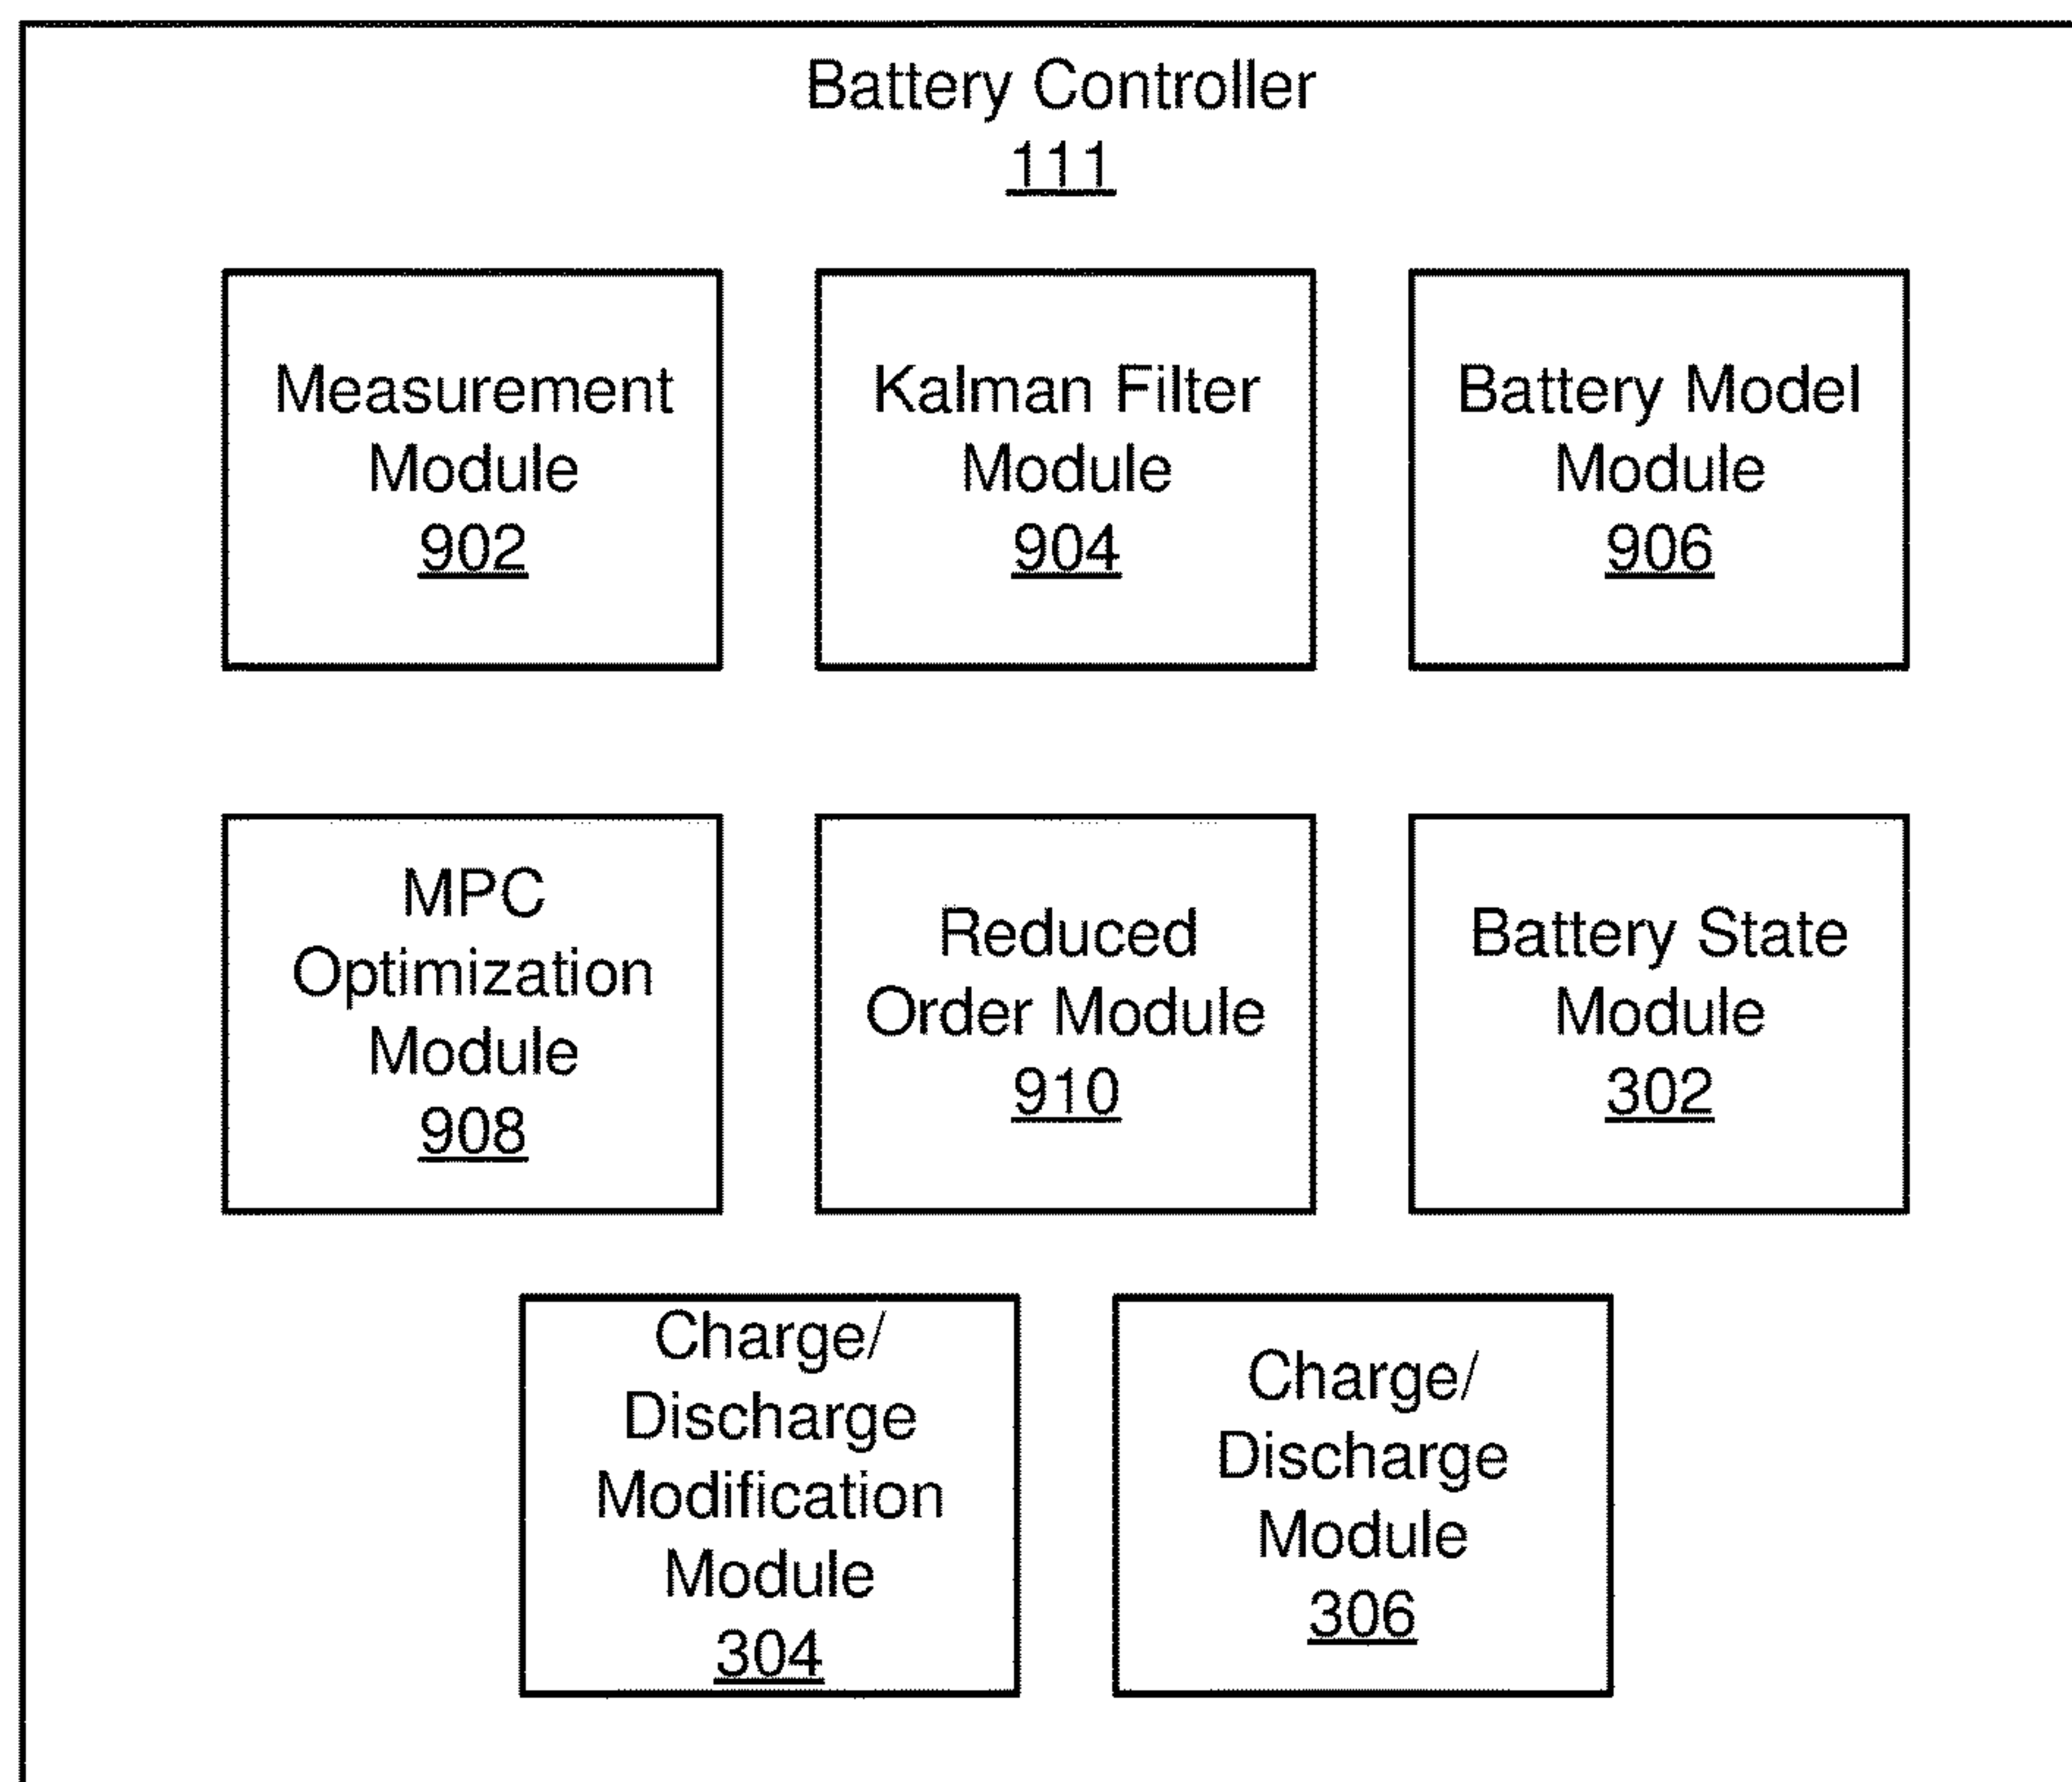 Battery Controller
111
Measurement
Module
902
Kalman Filter
Module
904
Battery Model
Module
906
MPC
Optimization
Module
908
Reduced
Order Module
910
Battery State
Module
302
Charge/
Discharge
Modification
Module
304
Charge/
Discharge
Module
306